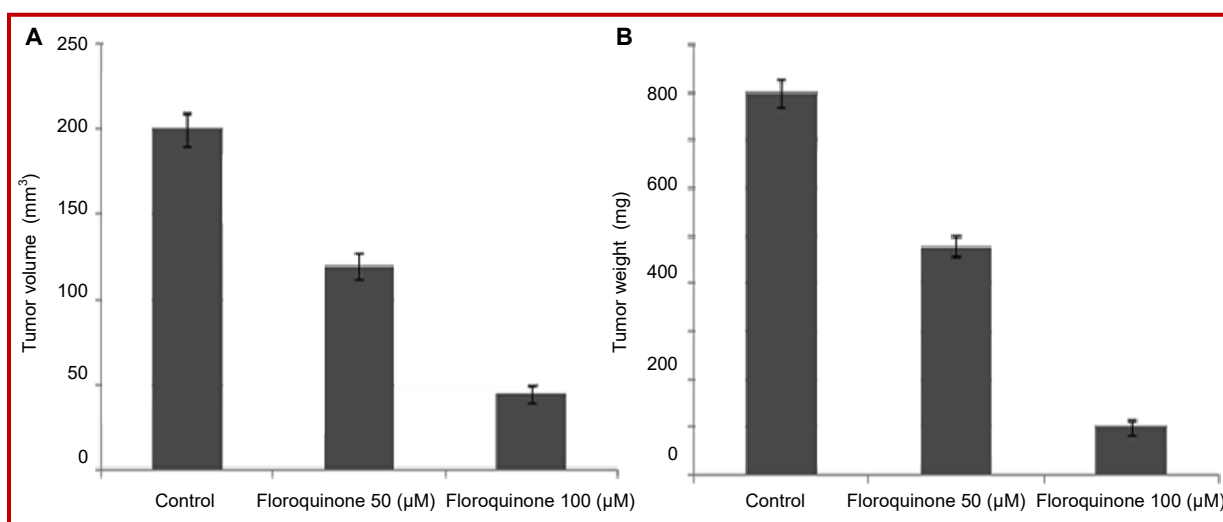 A
250
200
150
100
50
0
Tumor volume (mm³)
Control
Floroquinone 50 (µM)
Floroquinone 100 (µM)
B
800
600
400
200
0
Tumor weight (mg)
Control
Floroquinone 50 (µM)
Floroquinone 100 (µM)